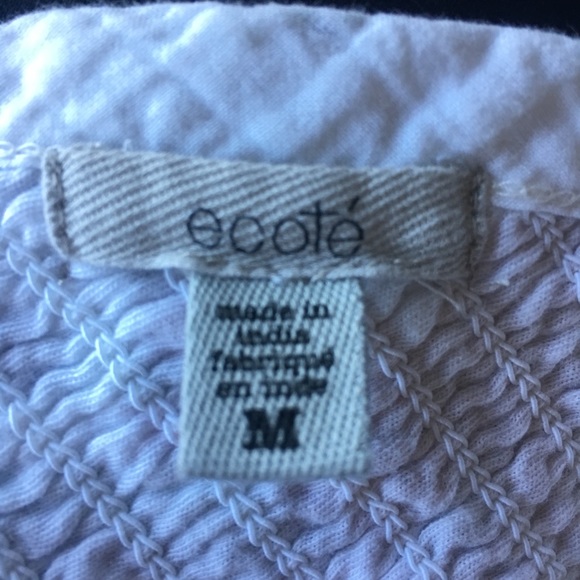 ecoté
made in
india
fabriqué
en inde
M